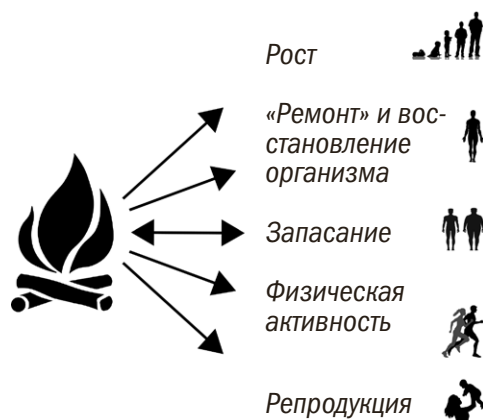 Рост
«Ремонт» и вос-
становление
организма
Запасание
Физическая
активность
Репродукция